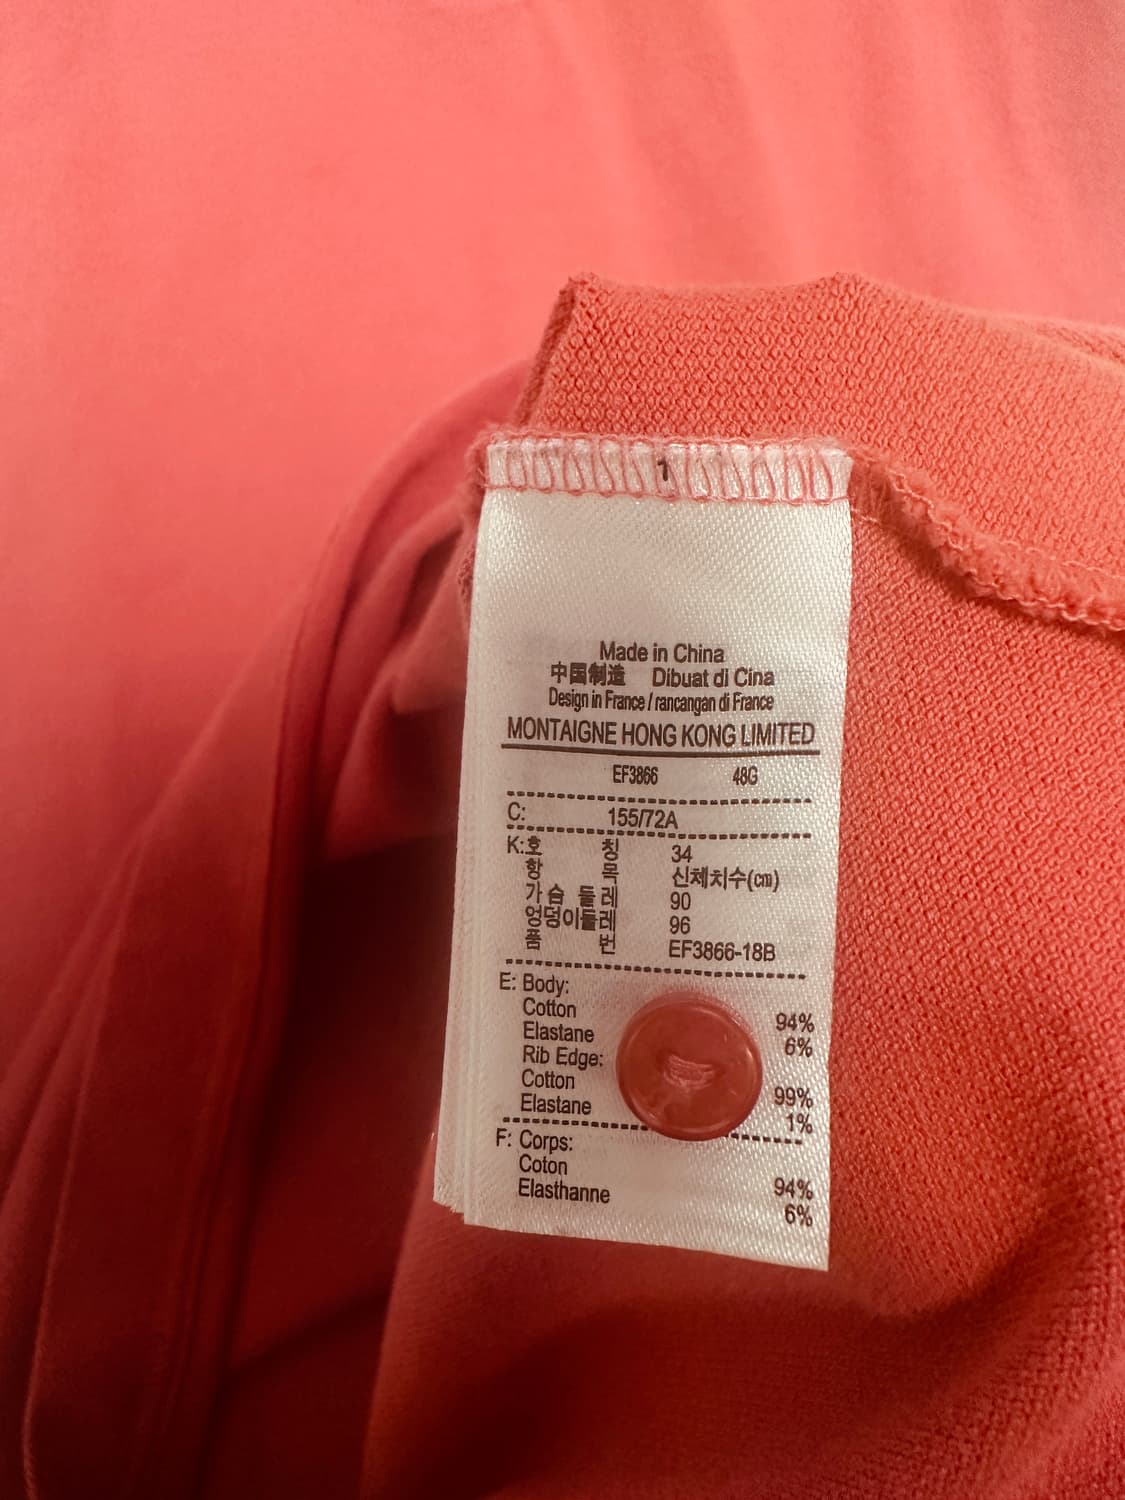 1
Made in China
中国制造 Dibuat di Cina
Design in France / rancangan di France
MONTAIGNE HONG KONG LIMITED
EF3866 48G
C: 155/72A
K:호 칭 34
항 목 신체치수(㎝)
가 슴 둘 레 90
엉덩이둘레 96
품 번 EF3866-18B
E: Body:
Cotton 94%
Elastane 6%
Rib Edge:
Cotton 99%
Elastane 1%
F: Corps:
Coton 94%
Elasthanne 6%